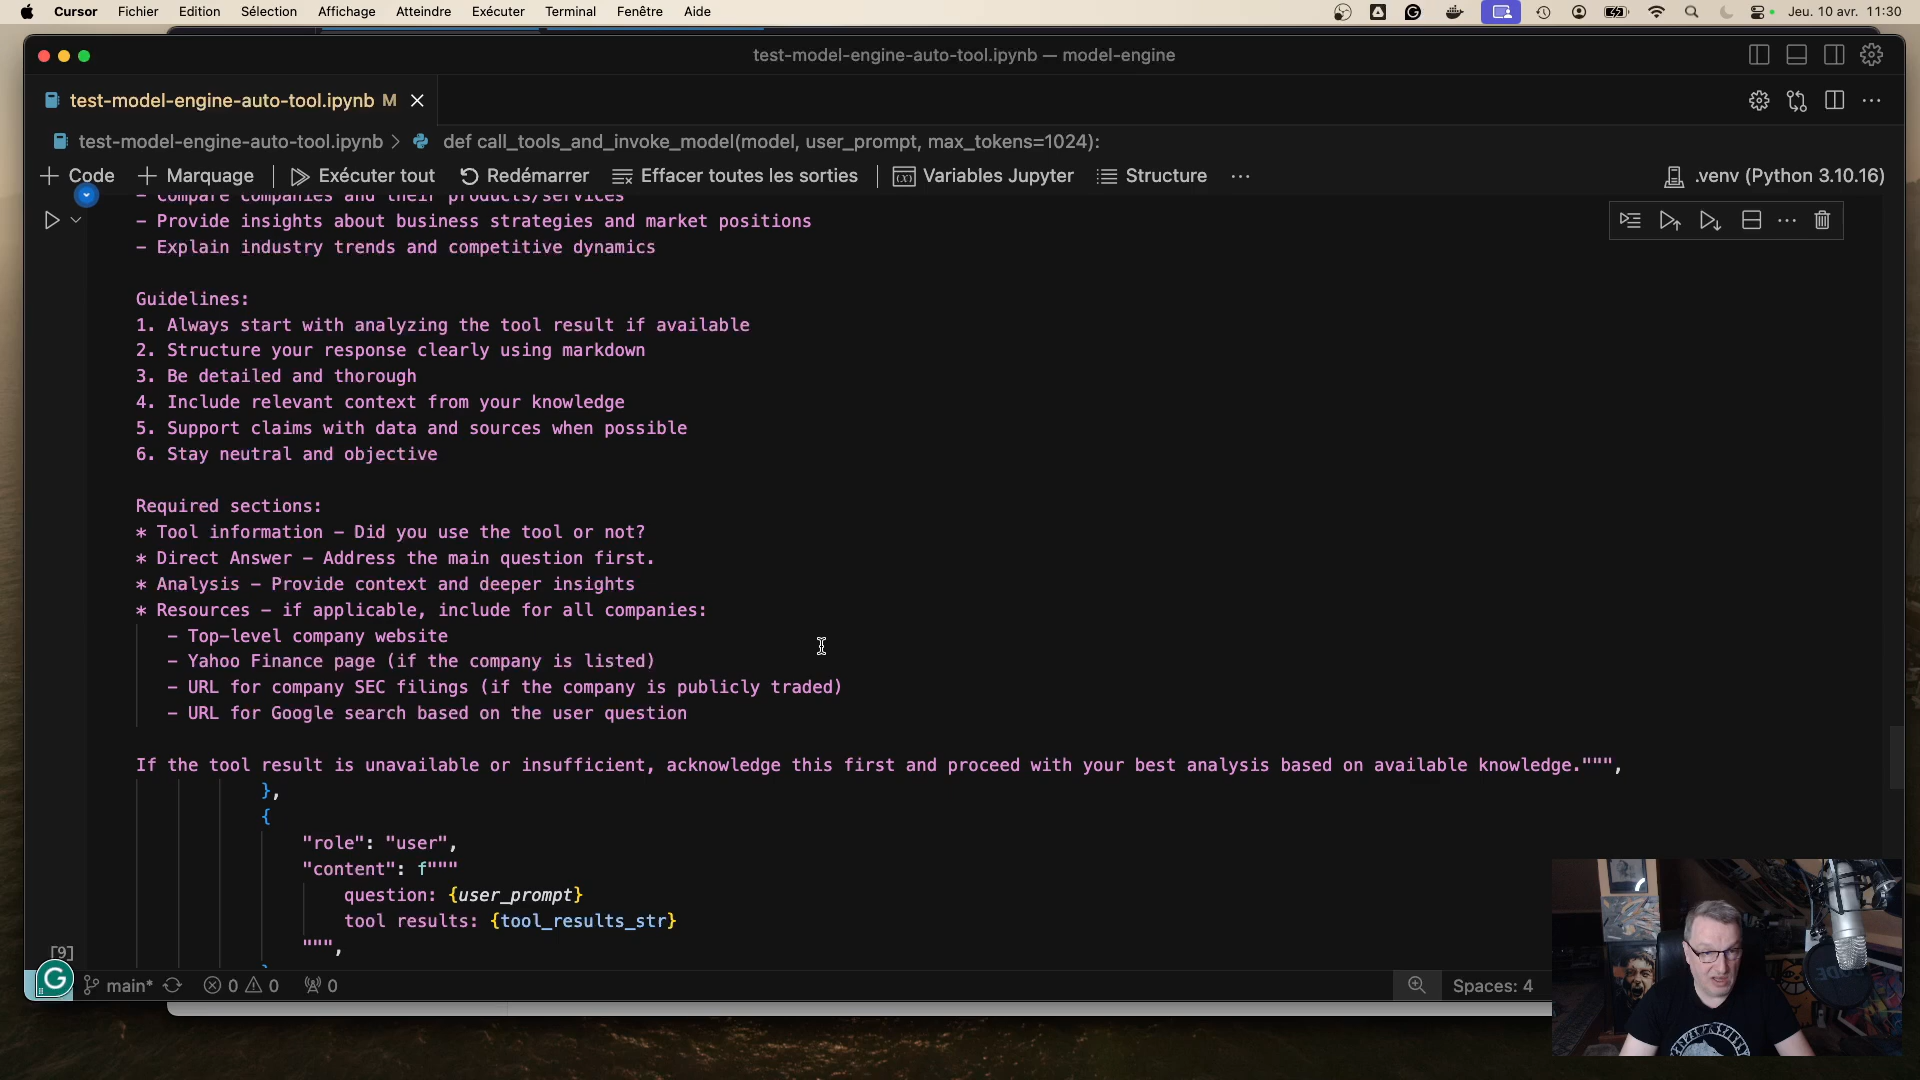 Cursor Fichier Edition Sélection Affichage Atteindre Exécuter Terminal Fenêtre Aide Jeu. 10 avr. 11:30
test-model-engine-auto-tool.ipynb — model-engine
test-model-engine-auto-tool.ipynb M
test-model-engine-auto-tool.ipynb > def call_tools_and_invoke_model(model, user_prompt, max_tokens=1024):
+ Code + Marquage Exécuter tout Redémarrer Effacer toutes les sorties Variables Jupyter Structure ··· .venv (Python 3.10.16)
- Compare companies and their products/services
- Provide insights about business strategies and market positions
- Explain industry trends and competitive dynamics
Guidelines:
1. Always start with analyzing the tool result if available
2. Structure your response clearly using markdown
3. Be detailed and thorough
4. Include relevant context from your knowledge
5. Support claims with data and sources when possible
6. Stay neutral and objective
Required sections:
* Tool information - Did you use the tool or not?
* Direct Answer - Address the main question first.
* Analysis - Provide context and deeper insights
* Resources - if applicable, include for all companies:
- Top-level company website
- Yahoo Finance page (if the company is listed)
- URL for company SEC filings (if the company is publicly traded)
- URL for Google search based on the user question
If the tool result is unavailable or insufficient, acknowledge this first and proceed with your best analysis based on available knowledge.""",
},
{
"role": "user",
"content": f"""
question: {user_prompt}
tool results: {tool_results_str}
""",
[9]
main* 0 0 0 Spaces: 4